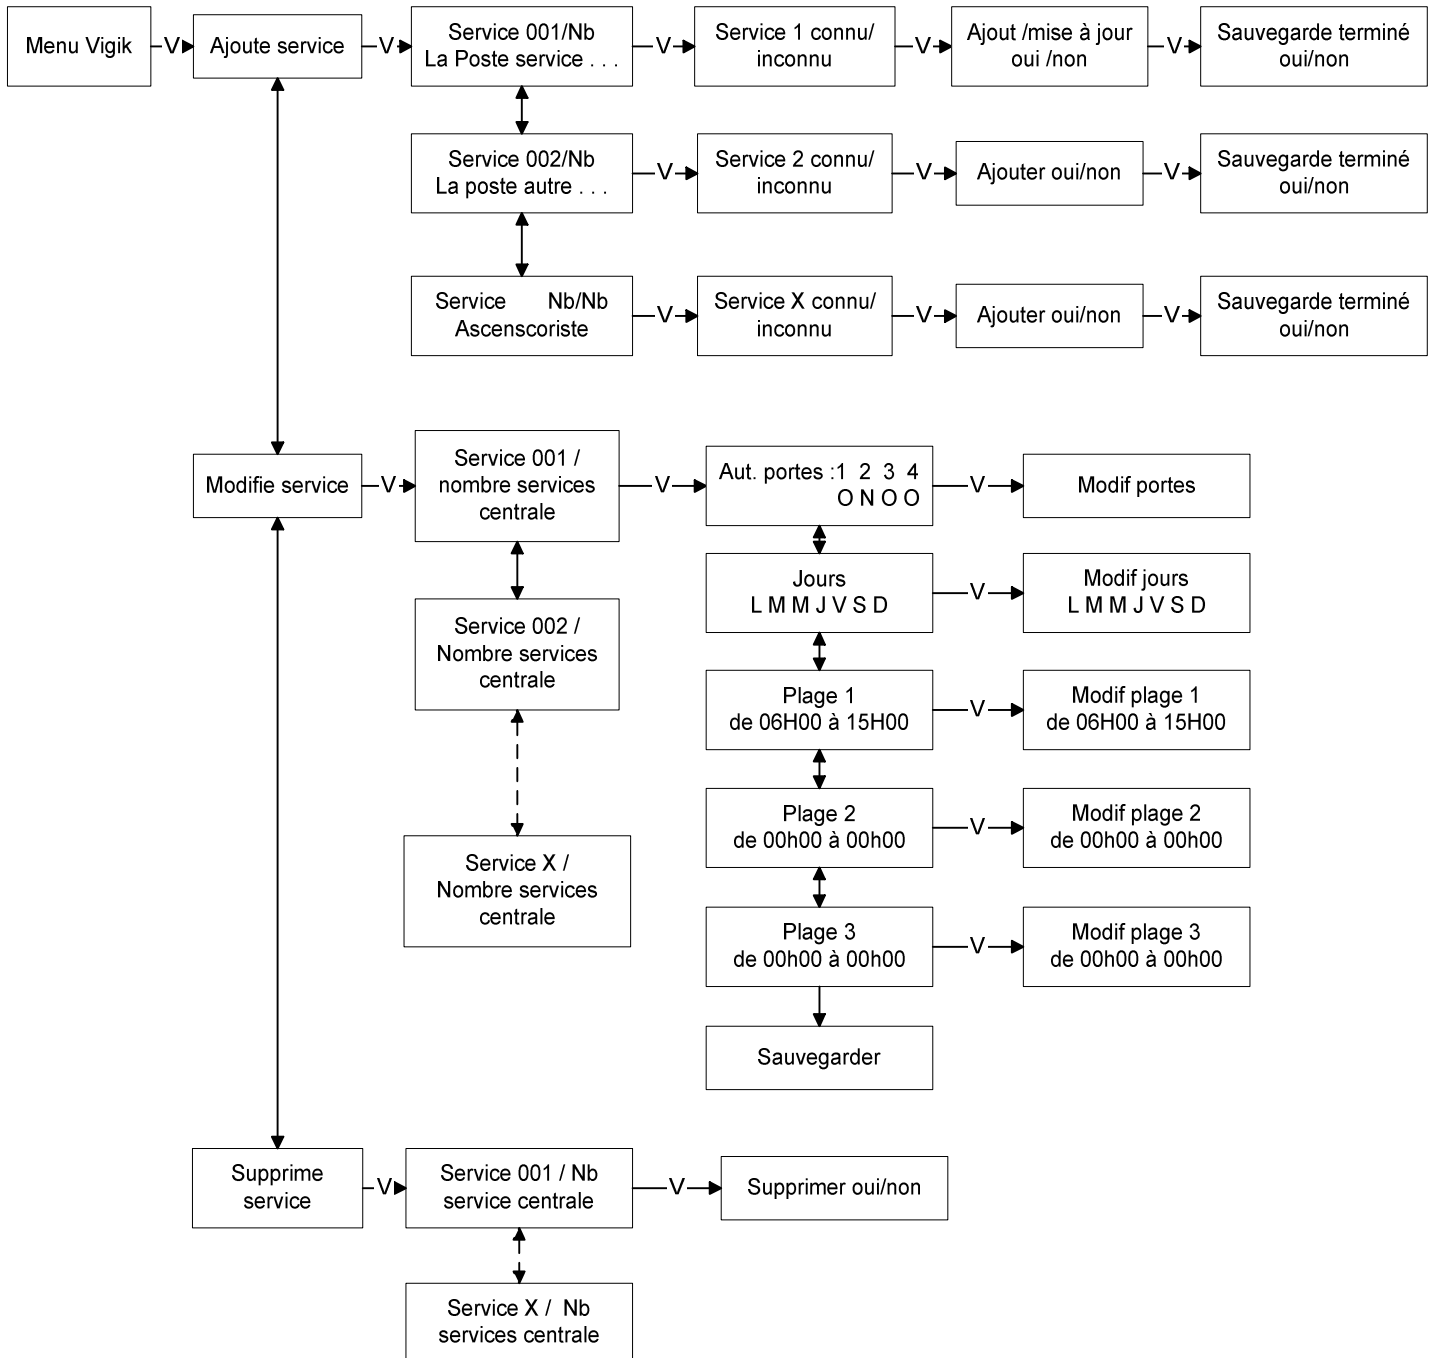 Menu Vigik
V
Ajoute service
V
Service 001/Nb
La Poste service . . .
V
Service 1 connu/
inconnu
V
Ajout /mise à jour
oui /non
V
Sauvegarde terminé
oui/non
Service 002/Nb
La poste autre . . .
V
Service 2 connu/
inconnu
V
Ajouter oui/non
V
Sauvegarde terminé
oui/non
Service Nb/Nb
Ascenscoriste
V
Service X connu/
inconnu
V
Ajouter oui/non
V
Sauvegarde terminé
oui/non
Modifie service
V
Service 001 /
nombre services
centrale
V
Aut. portes :1 2 3 4
O N O O
V
Modif portes
Jours
L M M J V S D
V
Modif jours
L M M J V S D
Service 002 /
Nombre services
centrale
Plage 1
de 06H00 à 15H00
V
Modif plage 1
de 06H00 à 15H00
Plage 2
de 00h00 à 00h00
V
Modif plage 2
de 00h00 à 00h00
Service X /
Nombre services
centrale
Plage 3
de 00h00 à 00h00
V
Modif plage 3
de 00h00 à 00h00
Sauvegarder
Supprime
service
V
Service 001 / Nb
service centrale
V
Supprimer oui/non
Service X / Nb
services centrale